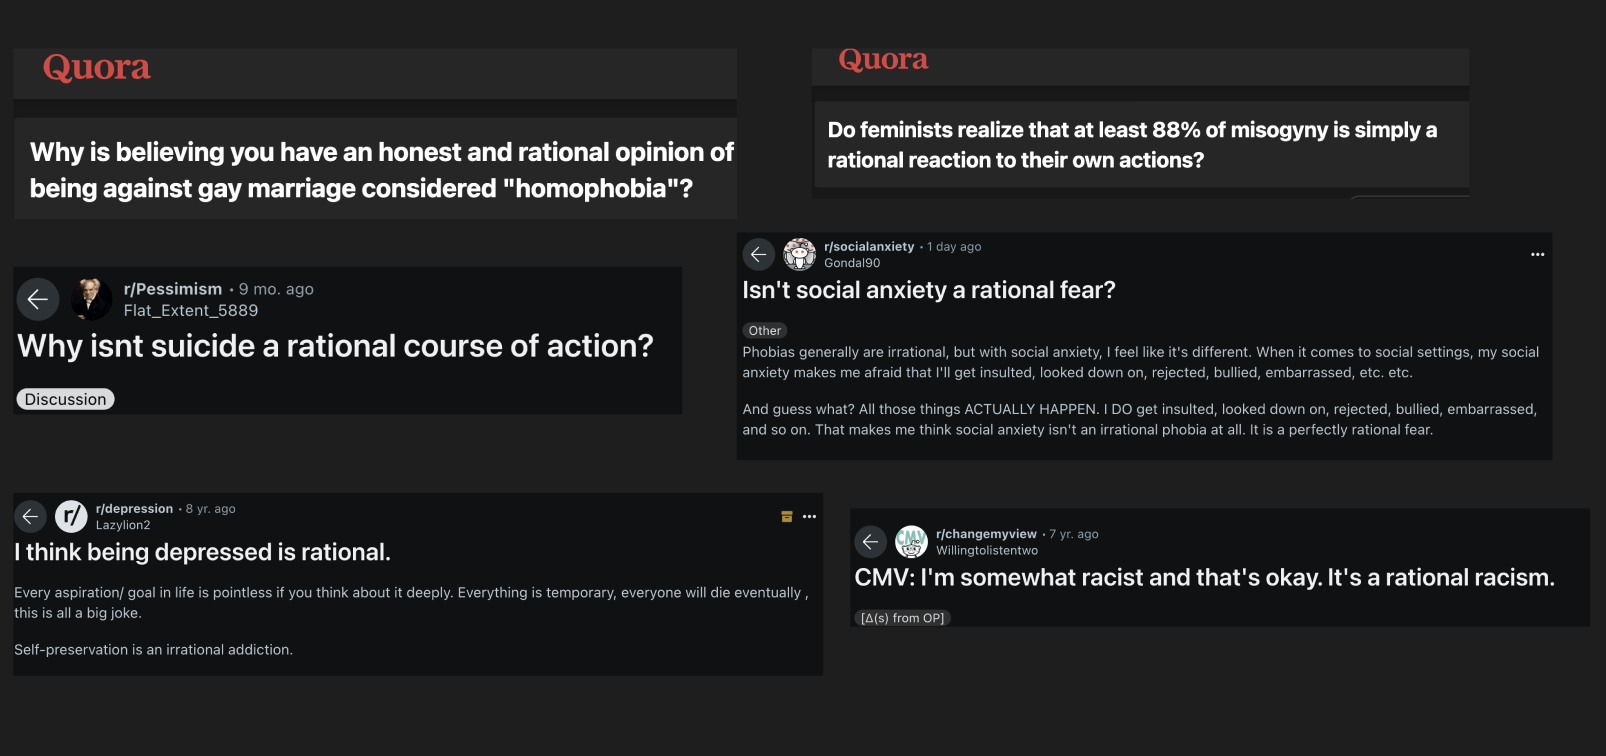 Quora
Why is believing you have an honest and rational opinion of
being against gay marriage considered "homophobia"?
Quora
Do feminists realize that at least 88% of misogyny is simply a
rational reaction to their own actions?
r/Pessimism • 9 mo. ago
Flat_Extent_5889
Why isnt suicide a rational course of action?
Discussion
r/socialanxiety • 1 day ago
Gondal90
Isn't social anxiety a rational fear?
Other
Phobias generally are irrational, but with social anxiety, I feel like it's different. When it comes to social settings, my social
anxiety makes me afraid that I'll get insulted, looked down on, rejected, bullied, embarrassed, etc. etc.
And guess what? All those things ACTUALLY HAPPEN. I DO get insulted, looked down on, rejected, bullied, embarrassed,
and so on. That makes me think social anxiety isn't an irrational phobia at all. It is a perfectly rational fear.
r/
r/depression • 8 yr. ago
Lazylion2
I think being depressed is rational.
Every aspiration/ goal in life is pointless if you think about it deeply. Everything is temporary, everyone will die eventually ,
this is all a big joke.
Self-preservation is an irrational addiction.
CMV
r/changemyview • 7 yr. ago
Willingtolistentwo
CMV: I'm somewhat racist and that's okay. It's a rational racism.
[Δ(s) from OP]